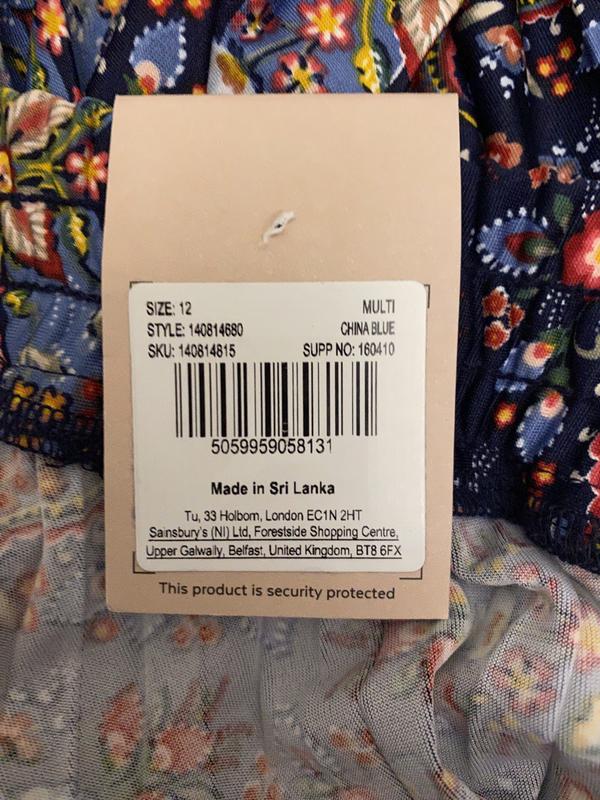 SIZE: 12 MULTI
STYLE: 140814680 CHINA BLUE
SKU: 140814815 SUPP NO: 160410
5059959058131
Made in Sri Lanka
Tu, 33 Holborn, London EC1N 2HT
Sainsbury's (NI) Ltd, Forestside Shopping Centre,
Upper Galwally, Belfast, United Kingdom, BT8 6FX
This product is security protected